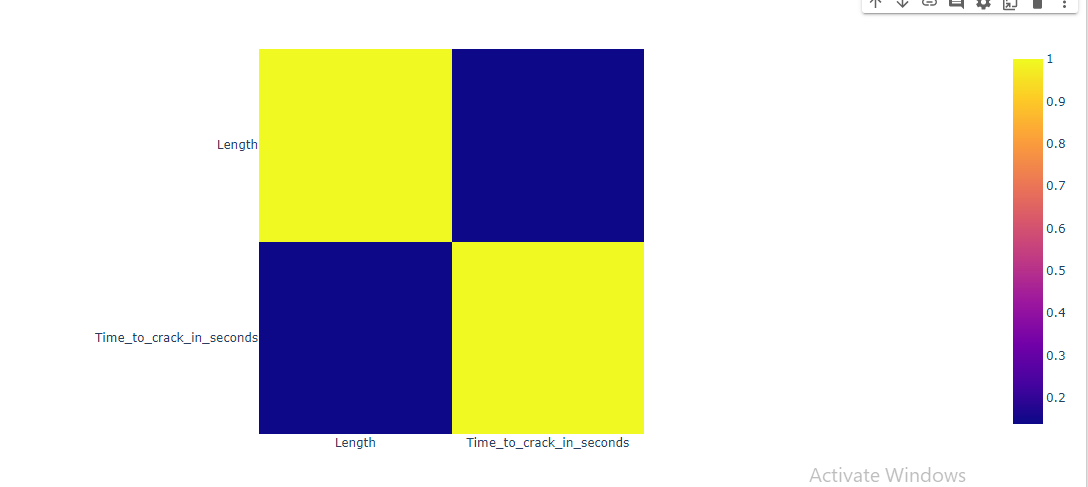 Length
Time_to_crack_in_seconds
Length
Time_to_crack_in_seconds
1
0.9
0.8
0.7
0.6
0.5
0.4
0.3
0.2
Activate Windows